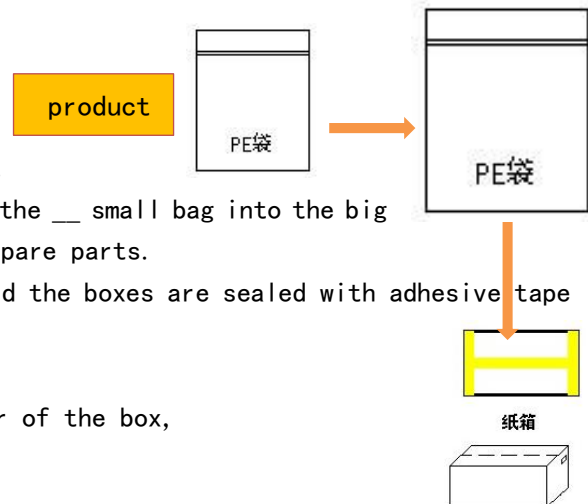 product
PE袋
PE袋
the __ small bag into the big
pare parts.
d the boxes are sealed with adhesive tape
r of the box,
纸箱